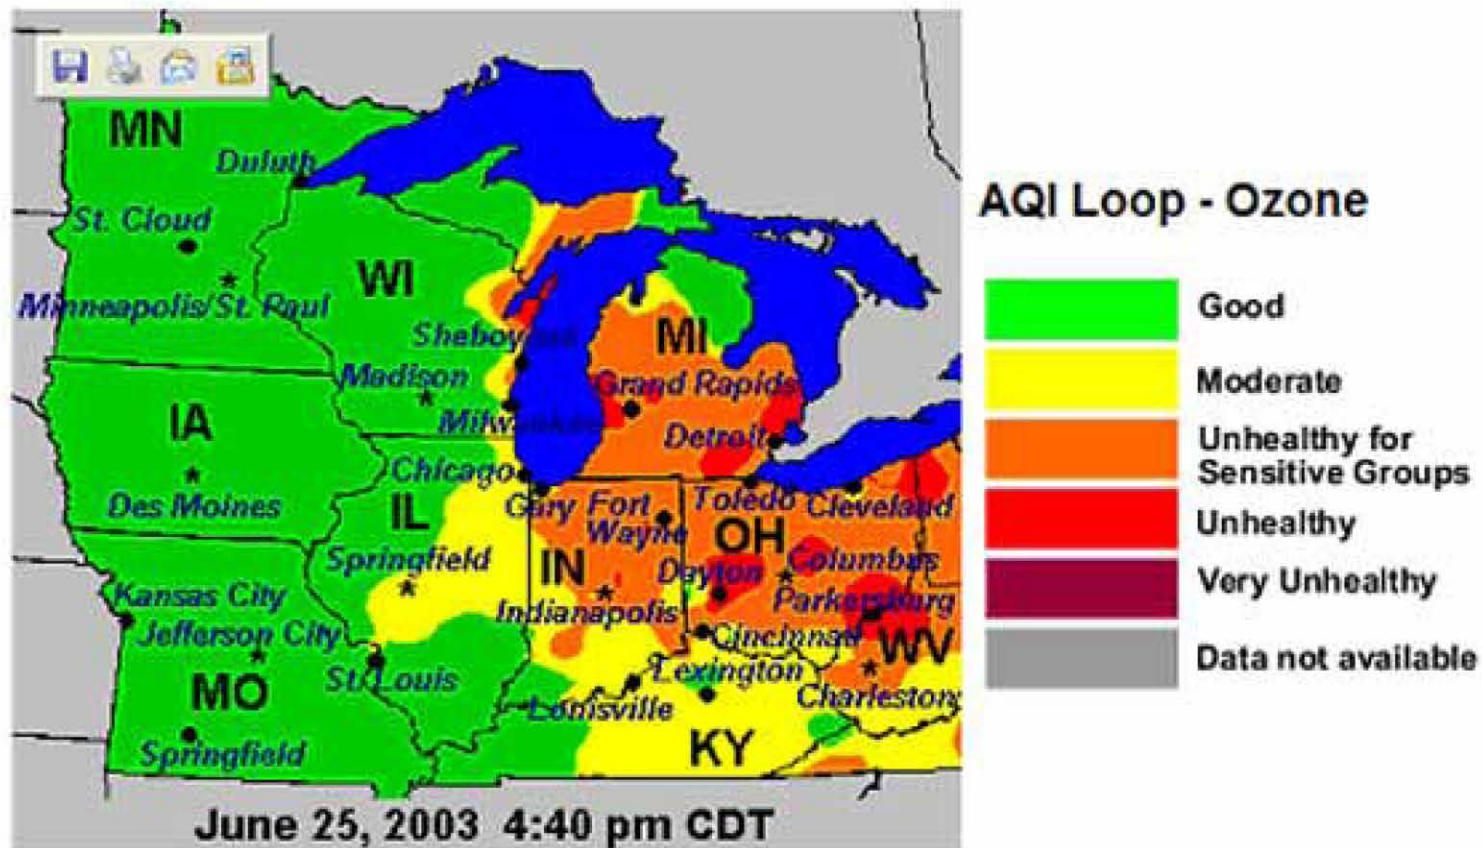 MN
Duluth
St. Cloud
WI
Minneapolis/St. Paul
MI
Madison
Grand Rapids
IA
Detroit
Chicago
Des Moines
IL
Gary
Fort
Wayne
Toledo
Cleveland
OH
Springfield
IN
Dayton
Columbus
Kansas City
Indianapolis
Parkersburg
Jefferson City
Cincinnati
WV
St. Louis
Lexington
MO
Charleston
Louisville
KY
Springfield
June 25, 2003 4:40 pm CDT
AQI Loop - Ozone
Good
Moderate
Unhealthy for
Sensitive Groups
Unhealthy
Very Unhealthy
Data not available